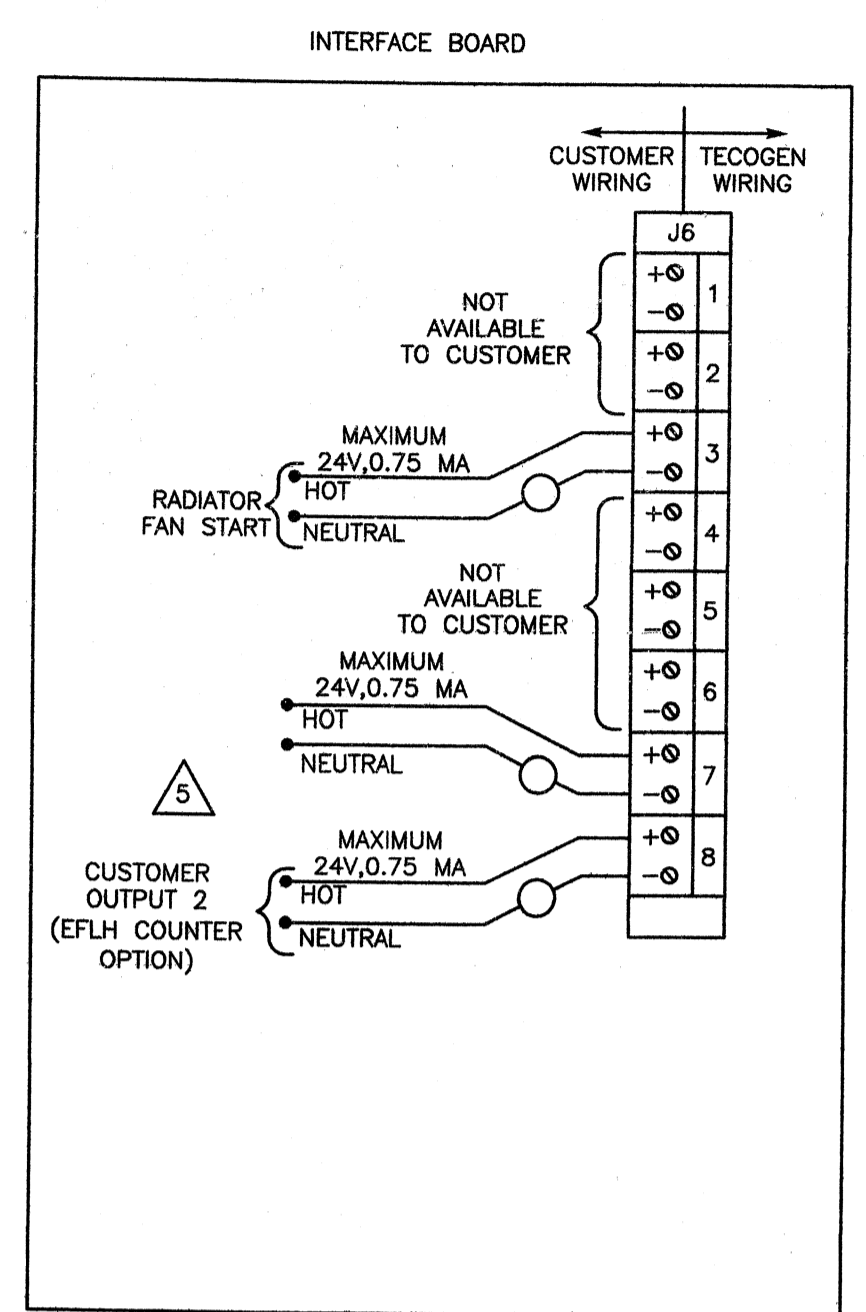 INTERFACE BOARD
CUSTOMER WIRING
TECOGEN WIRING
J6
+
-
1
+
-
2
+
-
3
+
-
4
+
-
5
+
-
6
+
-
7
+
-
8
NOT
AVAILABLE
TO CUSTOMER
MAXIMUM
24V,0.75 MA
HOT
RADIATOR
FAN START
NEUTRAL
NOT
AVAILABLE
TO CUSTOMER
MAXIMUM
24V,0.75 MA
HOT
NEUTRAL
5
MAXIMUM
24V,0.75 MA
HOT
CUSTOMER
OUTPUT 2
(EFLH COUNTER
OPTION)
NEUTRAL